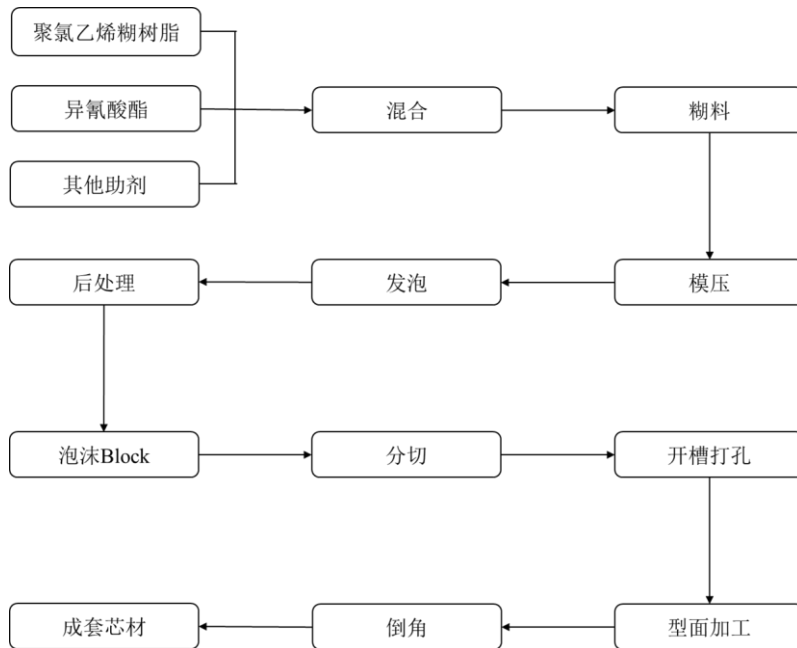 聚氯乙烯糊树脂
异氰酸酯
混合
糊料
其他助剂
后处理
发泡
模压
泡沫Block
分切
开槽打孔
成套芯材
倒角
型面加工